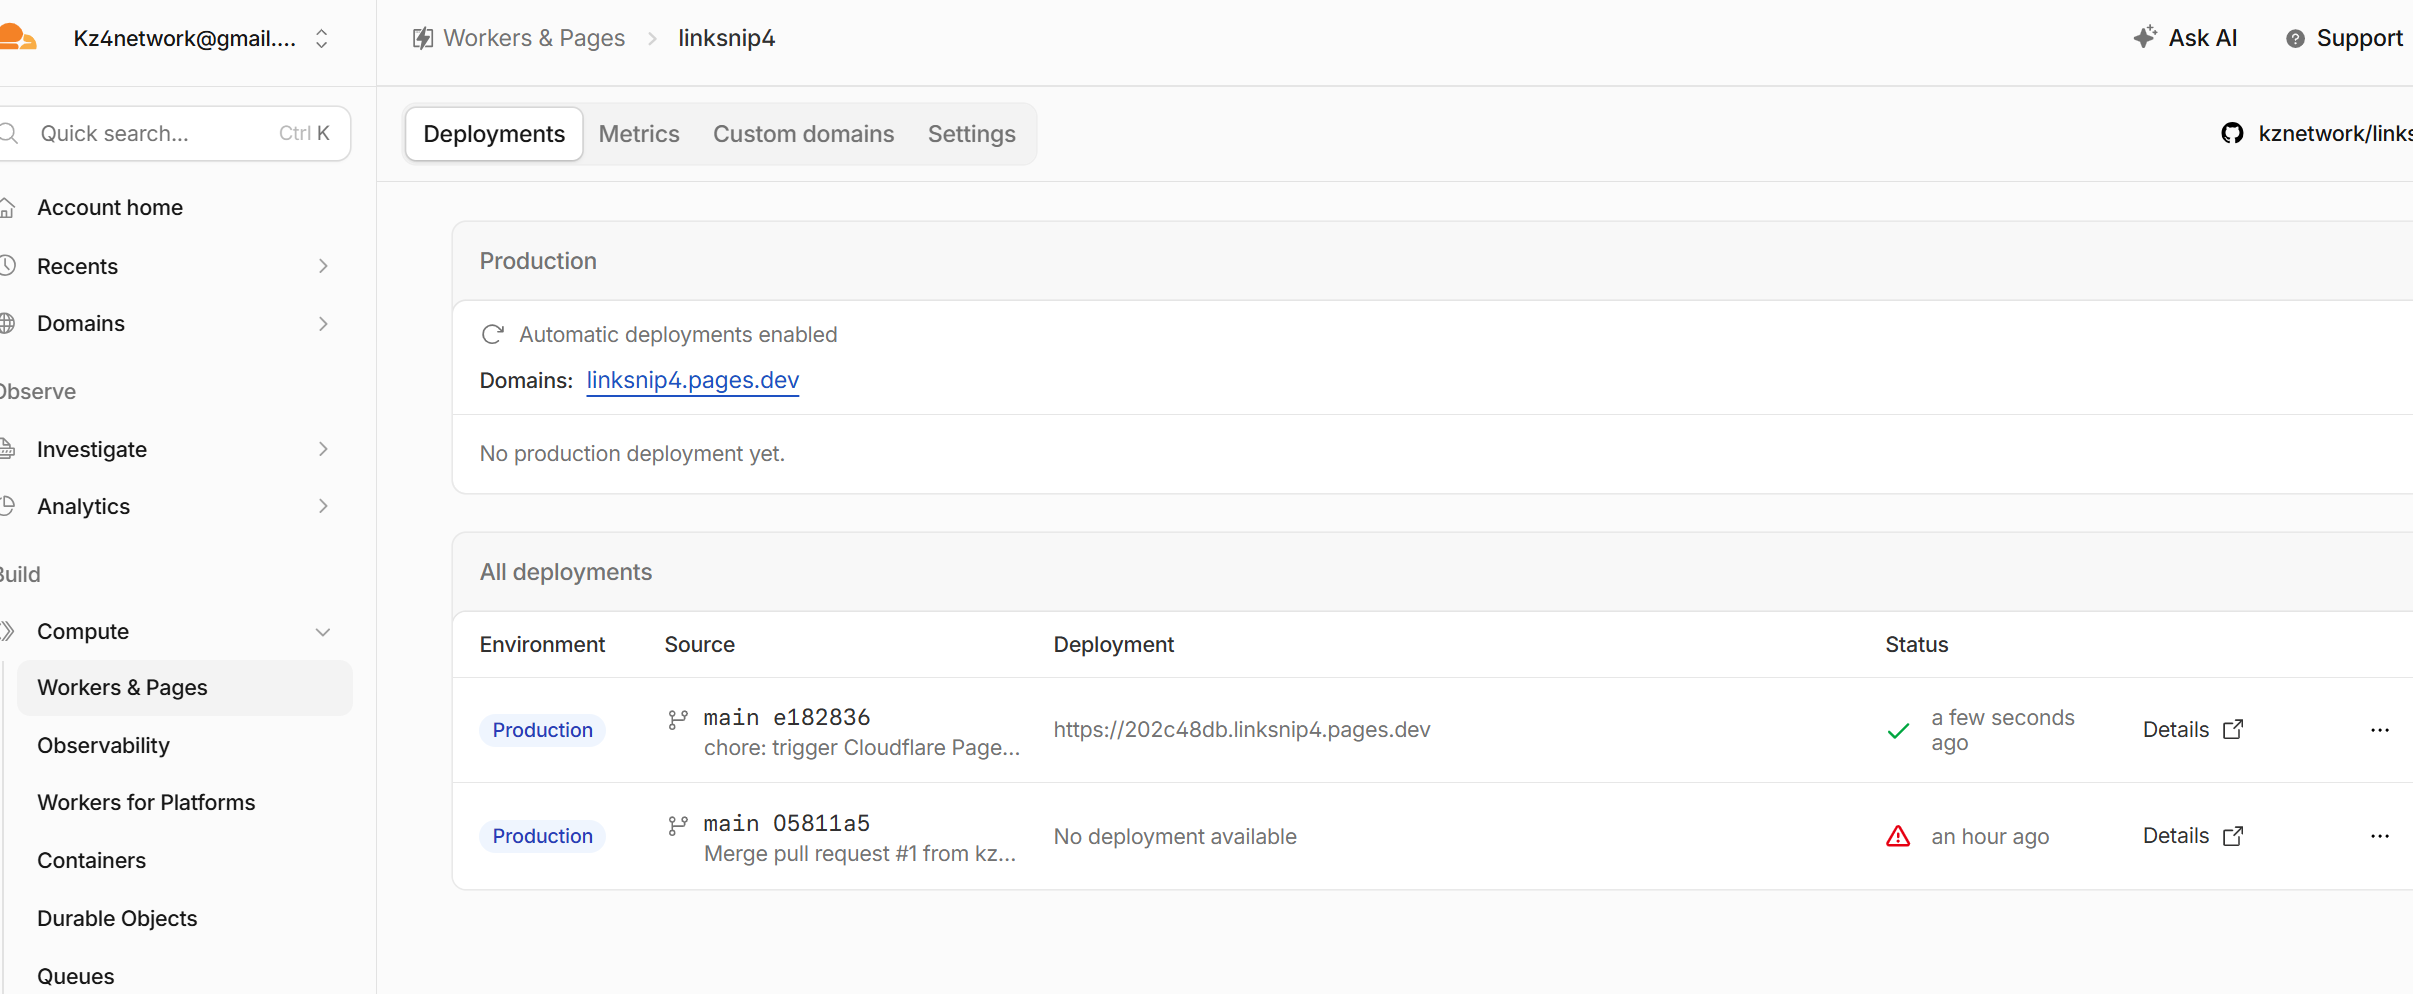 Kz4network@gmail....
Workers & Pages > linksnip4
Ask AI
Support
Quick search...
Ctrl K
Deployments
Metrics
Custom domains
Settings
kznetwork/links
Account home
Recents
Domains
Observe
Investigate
Analytics
Build
Compute
Workers & Pages
Observability
Workers for Platforms
Containers
Durable Objects
Queues
Production
Automatic deployments enabled
Domains: linksnip4.pages.dev
No production deployment yet.
All deployments
Environment Source Deployment Status
Production
main e182836
chore: trigger Cloudflare Page...
https://202c48db.linksnip4.pages.dev
a few seconds
ago
Details
Production
main 05811a5
Merge pull request #1 from kz...
No deployment available
an hour ago
Details